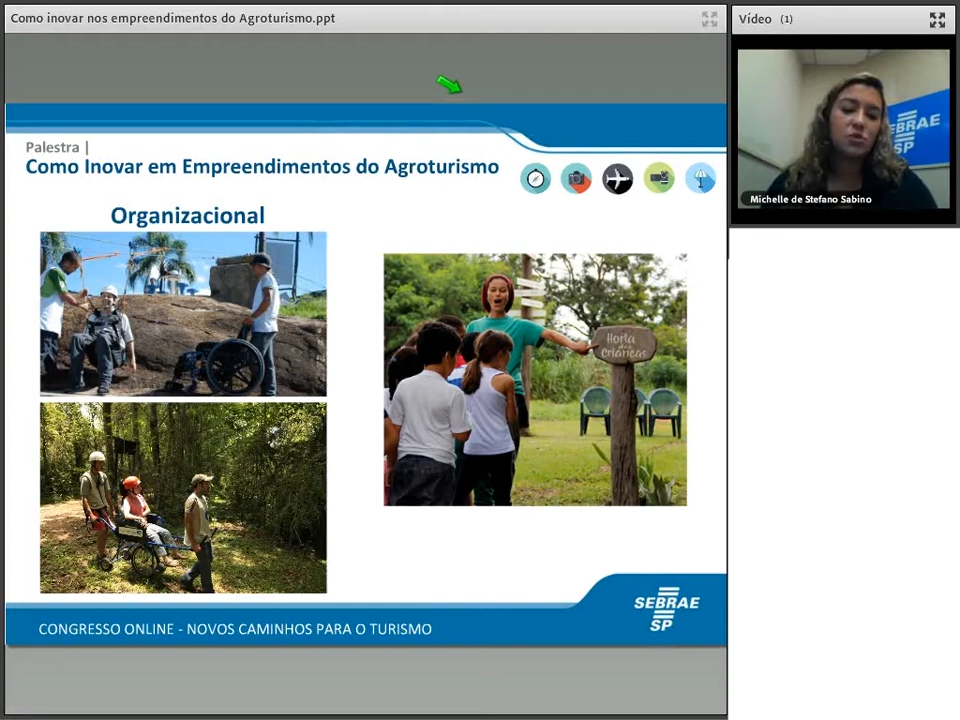 Como inovar nos empreendimentos do Agroturismo.ppt
Vídeo (1)
SEBRAE
SP
Michelle de Stefano Sabino
Palestra |
Como Inovar em Empreendimentos do Agroturismo
Organizacional
Horta
das
Crianças
SEBRAE
SP
CONGRESSO ONLINE - NOVOS CAMINHOS PARA O TURISMO